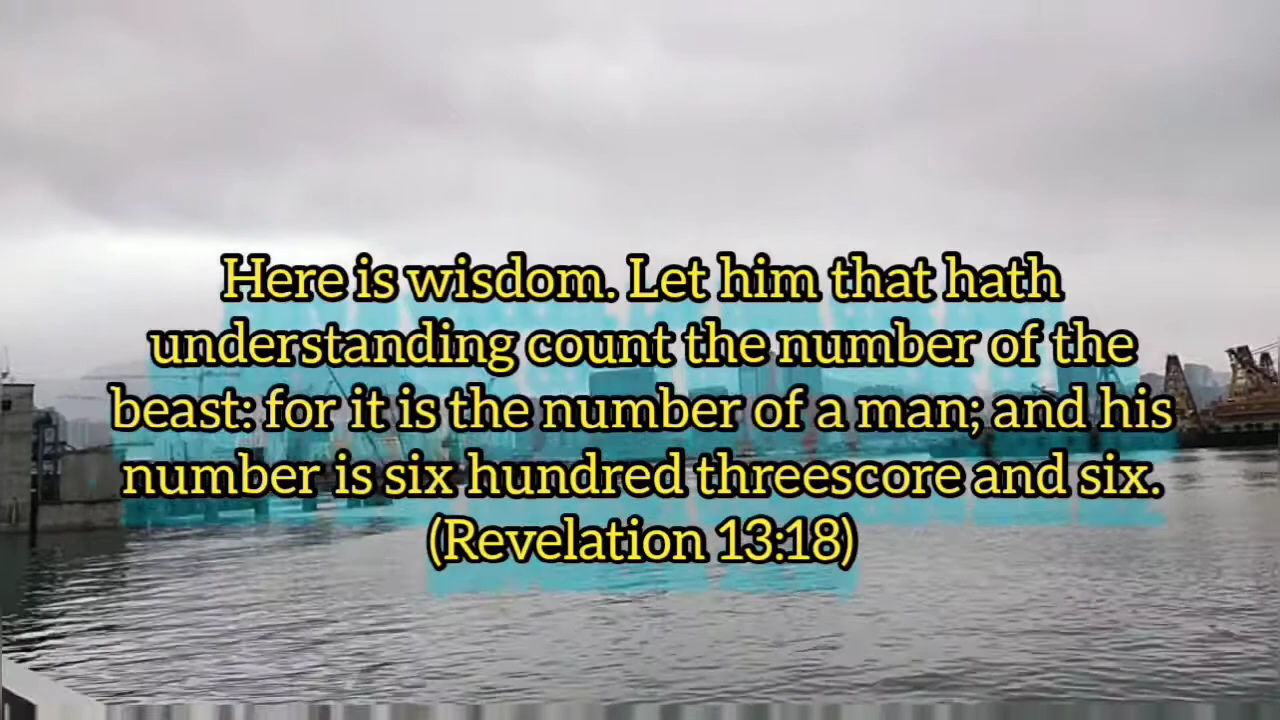 Here is wisdom. Let him that hath
understanding count the number of the
beast: for it is the number of a man; and his
number is six hundred threescore and six.
(Revelation 13:18)